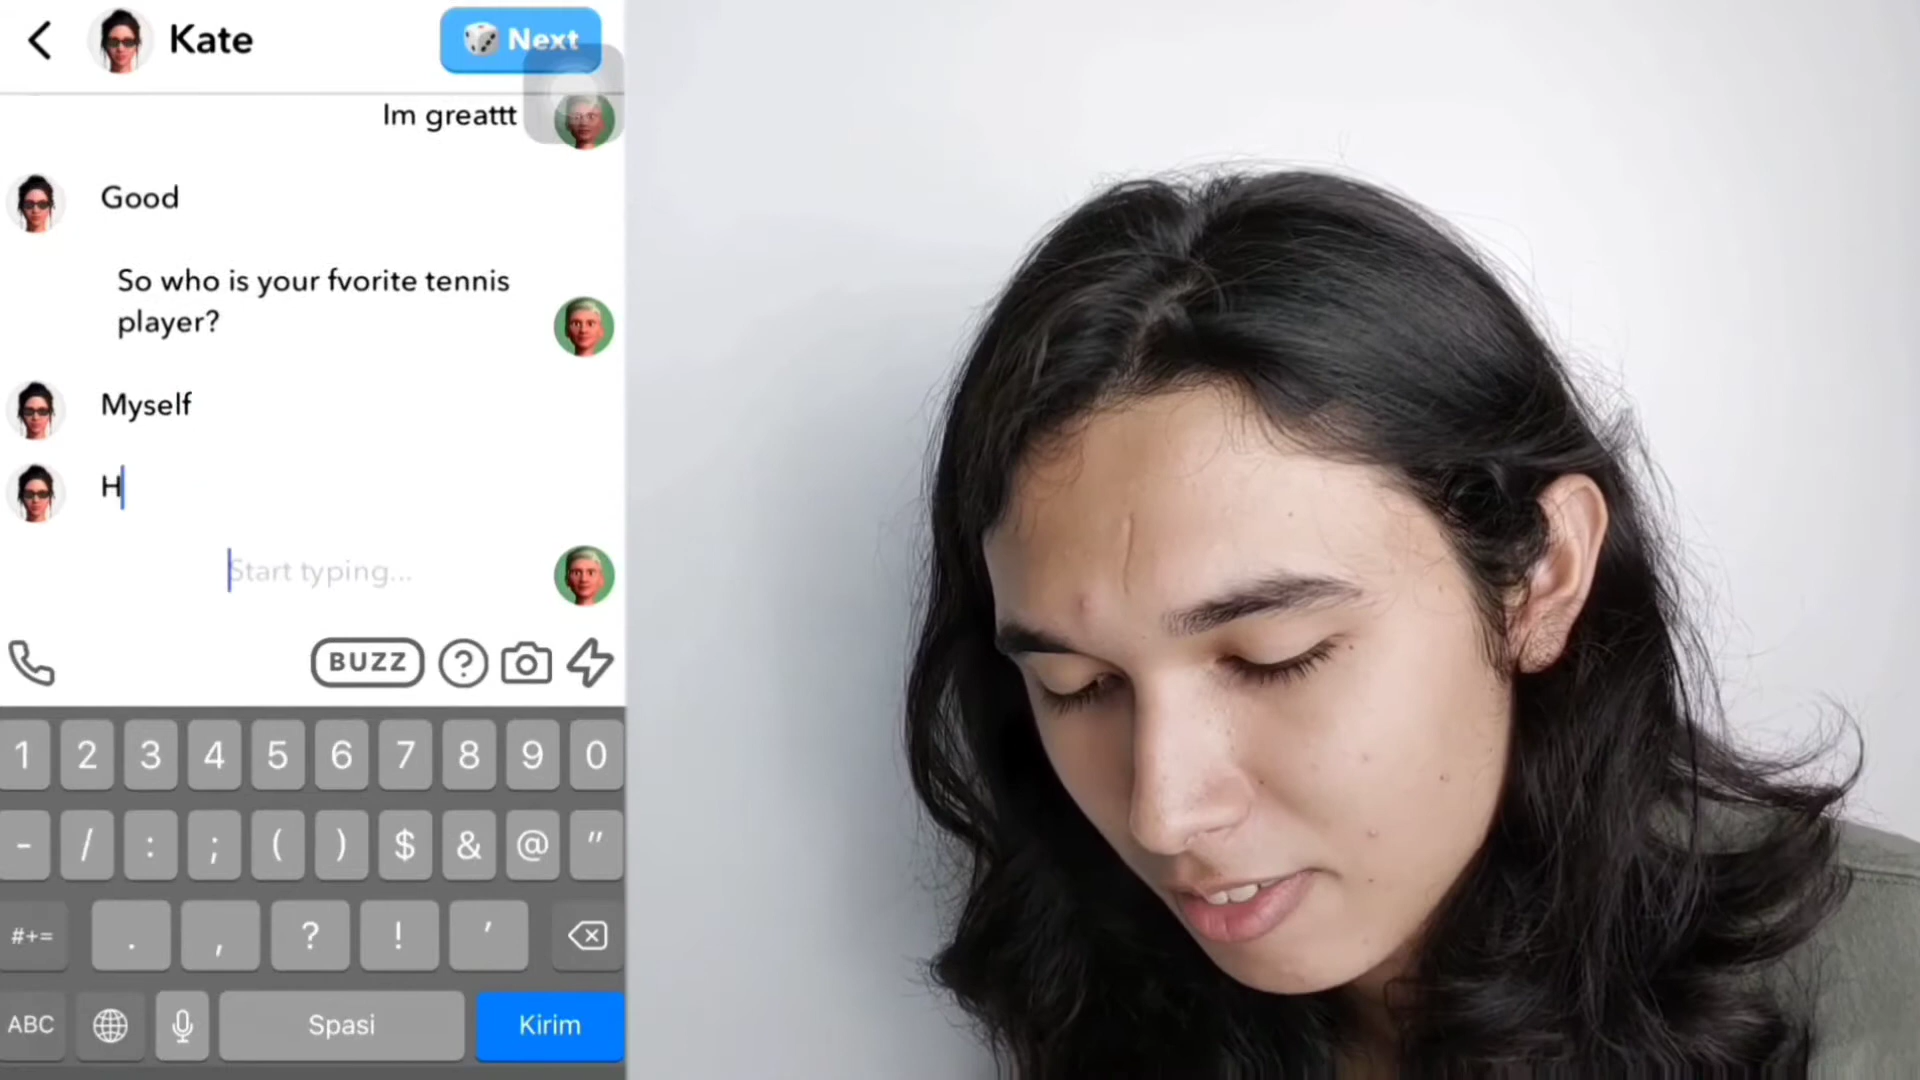 Kate
Next
Im greattt
Good
So who is your fvorite tennis
player?
Myself
H
Start typing...
BUZZ
?
1 2 3 4 5 6 7 8 9 0
- / : ; ( ) $ & @ "
#+= . , ? ! '
ABC Spasi Kirim